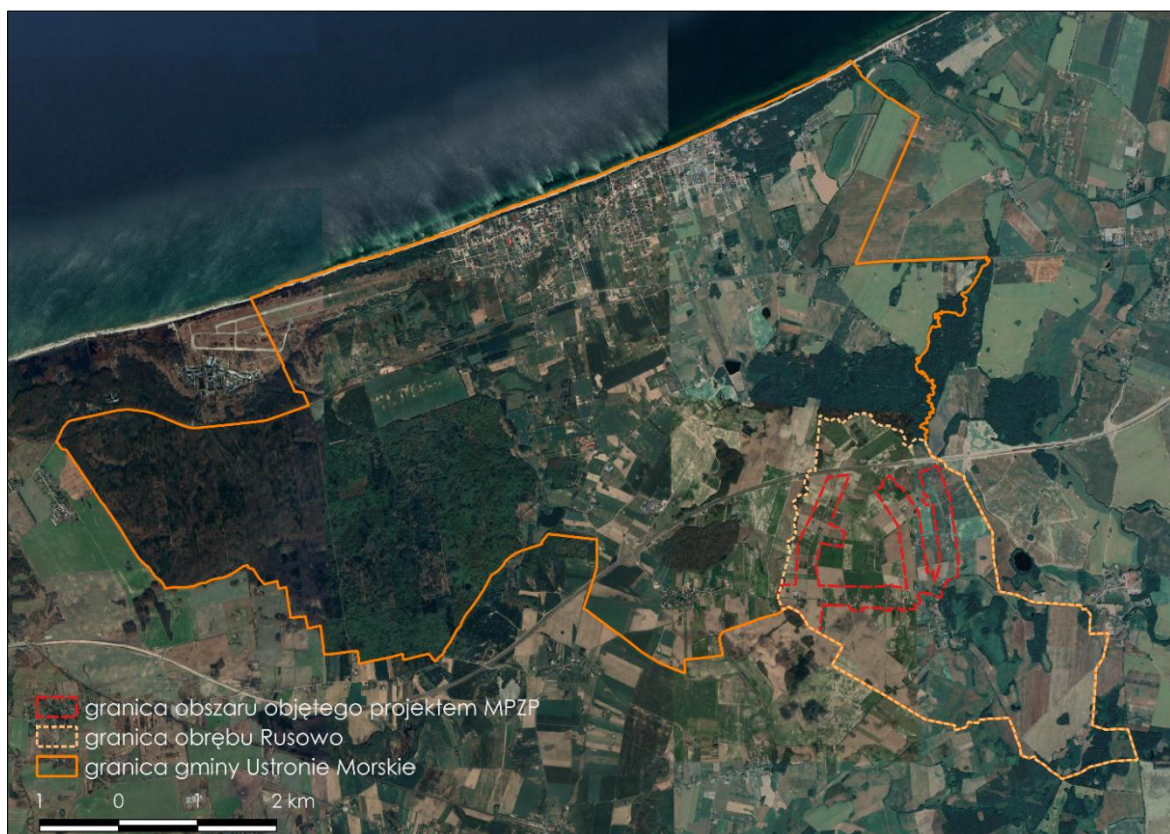 granica obszaru objętego projektem MPZP
granica obrębu Rusowo
granica gminy Ustronie Morskie
1 0 1 2 km